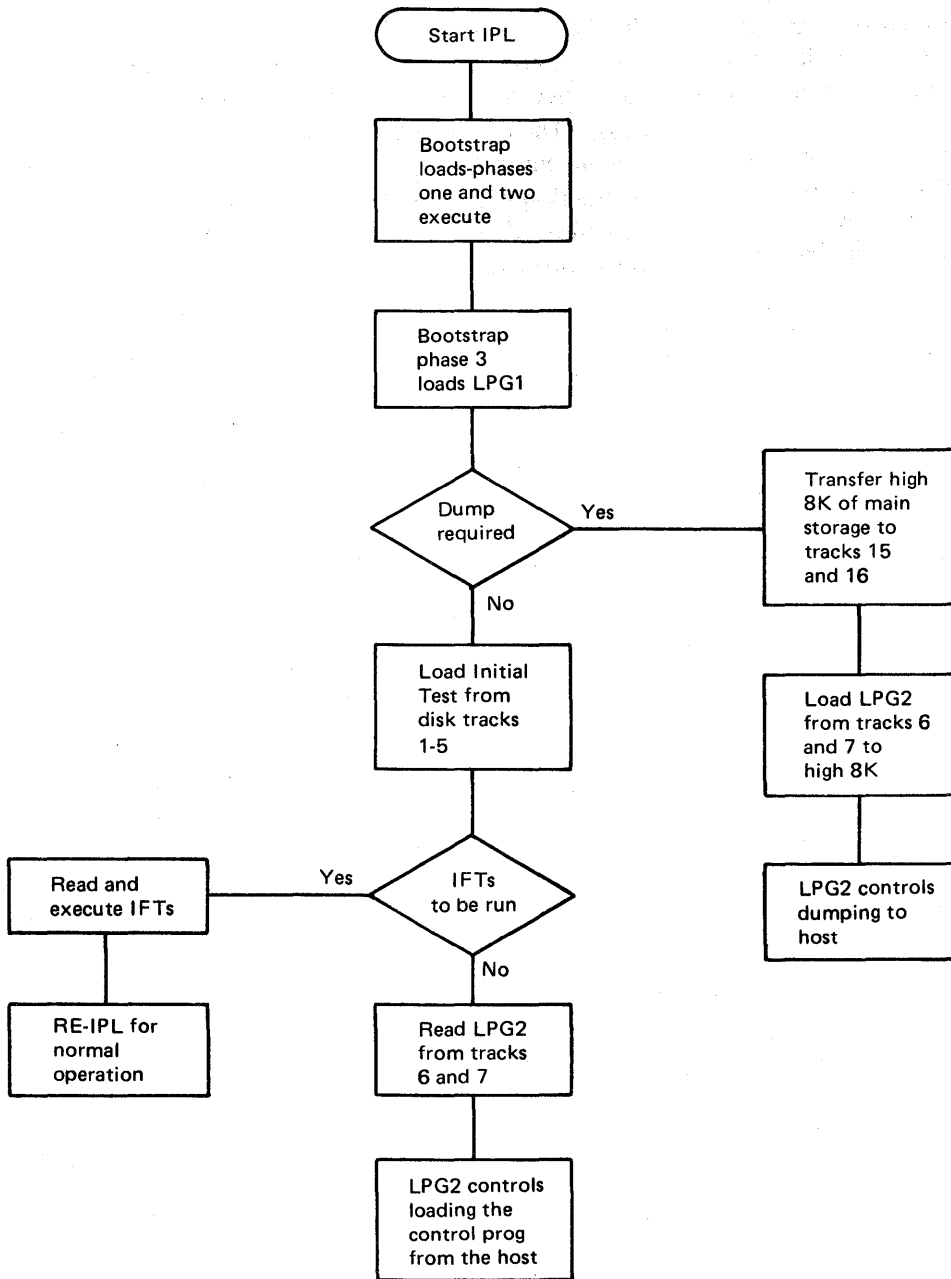 Start IPL
Bootstrap
loads-phases
one and two
execute
Bootstrap
phase 3
loads LPG1
Dump
required
Yes
Transfer high
8K of main
storage to
tracks 15
and 16
No
Load Initial
Test from
disk tracks
1-5
Load LPG2
from tracks 6
and 7 to
high 8K
LPG2 controls
dumping to
host
IFTs
to be run
Yes
Read and
execute IFTs
RE-IPL for
normal
operation
No
Read LPG2
from tracks
6 and 7
LPG2 controls
loading the
control prog
from the host